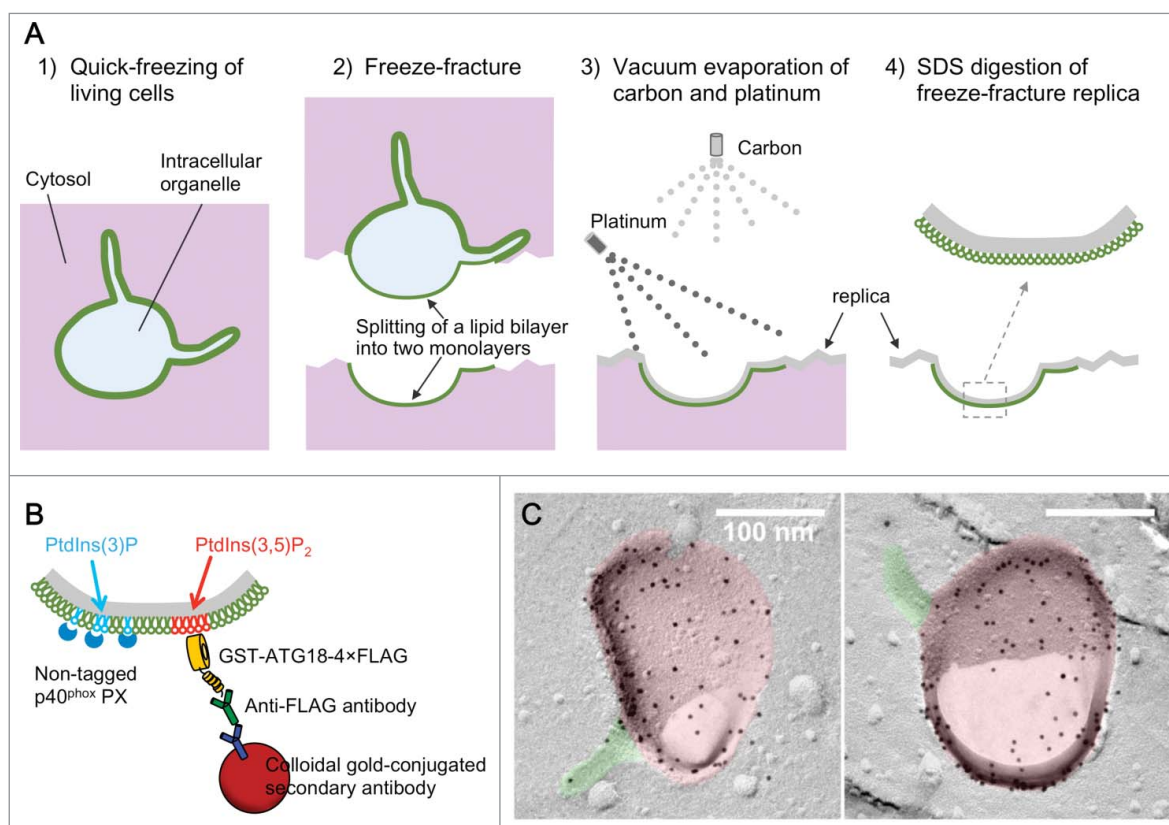 A
1) Quick-freezing of
living cells
2) Freeze-fracture
3) Vacuum evaporation of
carbon and platinum
4) SDS digestion of
freeze-fracture replica
Cytosol
Intracellular
organelle
Splitting of a lipid bilayer
into two monolayers
Carbon
Platinum
replica
B
PtdIns(3)P
PtdIns(3,5)P₂
Non-tagged
p40ᵖʰᵒˣ PX
GST-ATG18-4×FLAG
Anti-FLAG antibody
Colloidal gold-conjugated
secondary antibody
C
100 nm